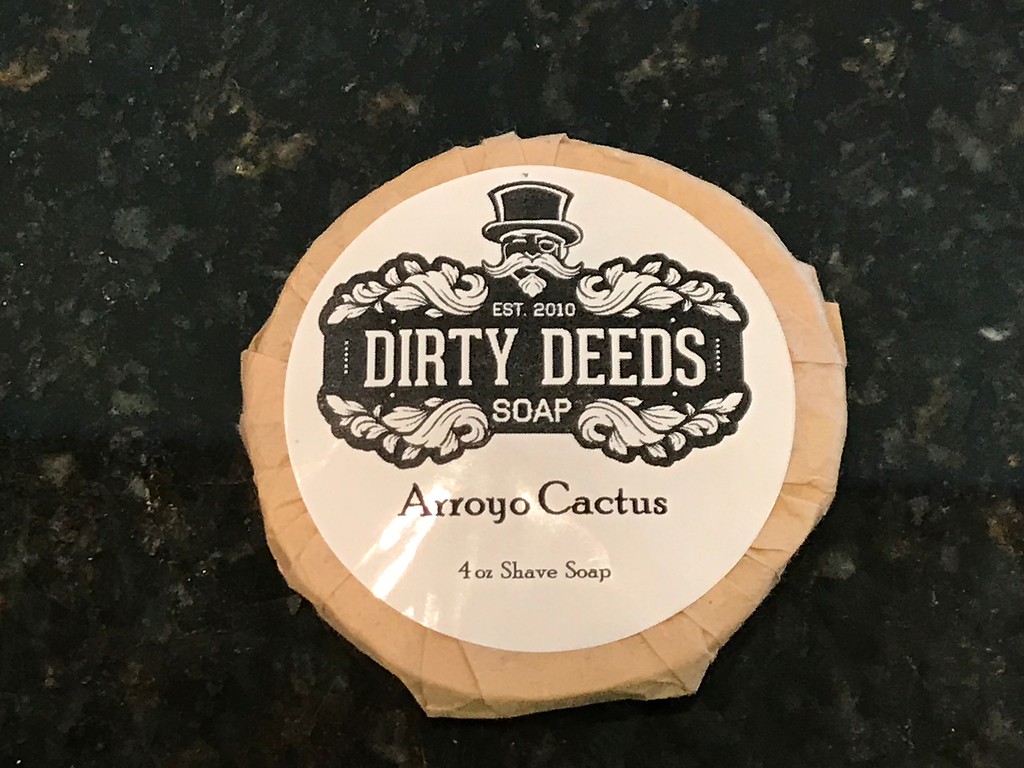 EST. 2010
DIRTY DEEDS
SOAP
Arroyo Cactus
4 oz Shave Soap